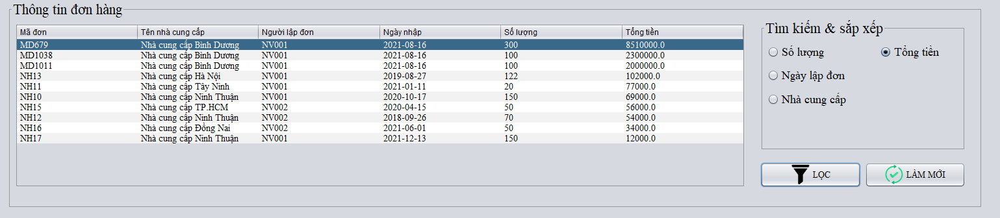 Thông tin đơn hàng
Mã đơn Tên nhà cung cấp Người lập đơn Ngày nhập Số lượng Tổng tiền
MD679 Nhà cung cấp Bình Dương NV001 2021-08-16 300 8510000.0
MD1038 Nhà cung cấp Bình Dương NV001 2021-08-16 100 2300000.0
MD1011 Nhà cung cấp Bình Dương NV001 2021-08-16 100 2000000.0
NH13 Nhà cung cấp Hà Nội NV001 2019-08-27 122 102000.0
NH11 Nhà cung cấp Tây Ninh NV001 2021-01-11 20 77000.0
NH10 Nhà cung cấp Ninh Thuận NV001 2020-10-17 150 69000.0
NH15 Nhà cung cấp TP.HCM NV002 2020-04-15 50 56000.0
NH12 Nhà cung cấp Ninh Thuận NV002 2018-09-26 70 54000.0
NH16 Nhà cung cấp Đồng Nai NV002 2021-06-01 50 34000.0
NH17 Nhà cung cấp Ninh Thuận NV001 2021-12-13 150 12000.0
Tìm kiếm & sắp xếp
Số lượng Tổng tiền
Ngày lập đơn
Nhà cung cấp
LỌC LÀM MỚI